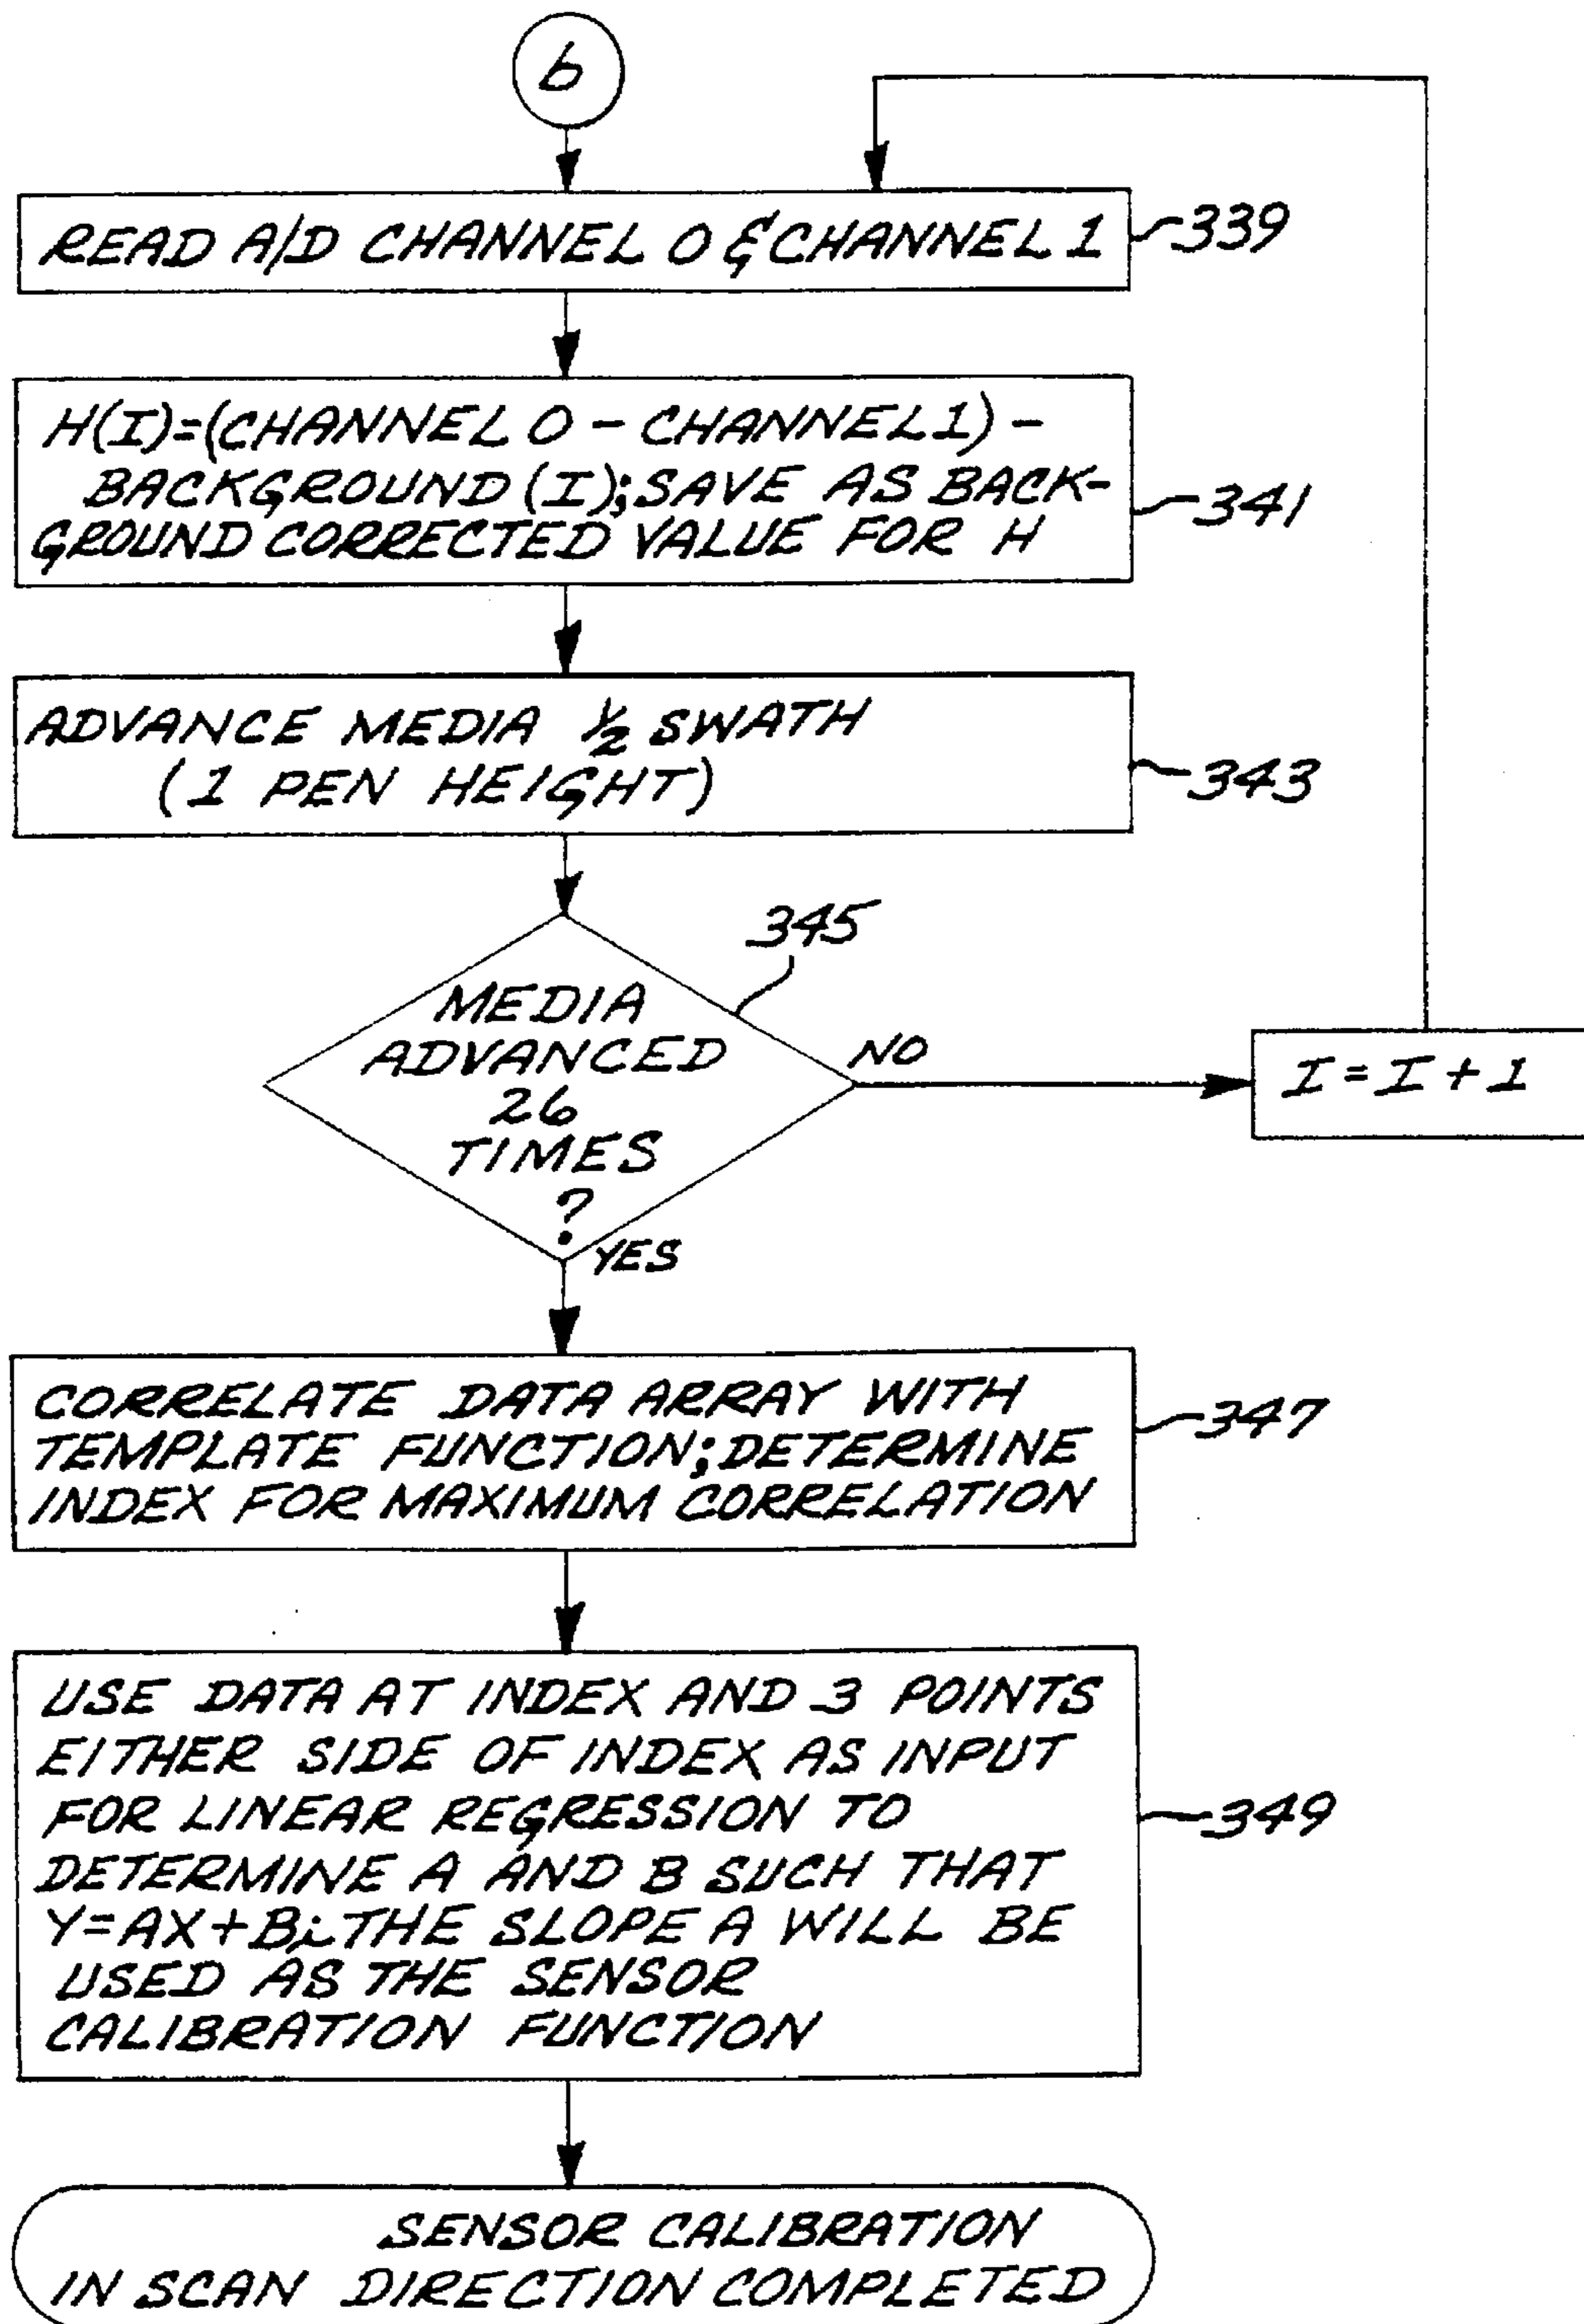 b
READ A/D CHANNEL 0 & CHANNEL 1
339
H(I)=(CHANNEL 0 - CHANNEL 1) -
BACKGROUND (I); SAVE AS BACK-
GROUND CORRECTED VALUE FOR H
341
ADVANCE MEDIA 1/2 SWATH
(1 PEN HEIGHT)
343
345
MEDIA
ADVANCED
26
TIMES
?
NO
I = I + 1
YES
CORRELATE DATA ARRAY WITH
TEMPLATE FUNCTION; DETERMINE
INDEX FOR MAXIMUM CORRELATION
347
USE DATA AT INDEX AND 3 POINTS
EITHER SIDE OF INDEX AS INPUT
FOR LINEAR REGRESSION TO
DETERMINE A AND B SUCH THAT
Y=AX+B; THE SLOPE A WILL BE
USED AS THE SENSOR
CALIBRATION FUNCTION
349
SENSOR CALIBRATION
IN SCAN DIRECTION COMPLETED